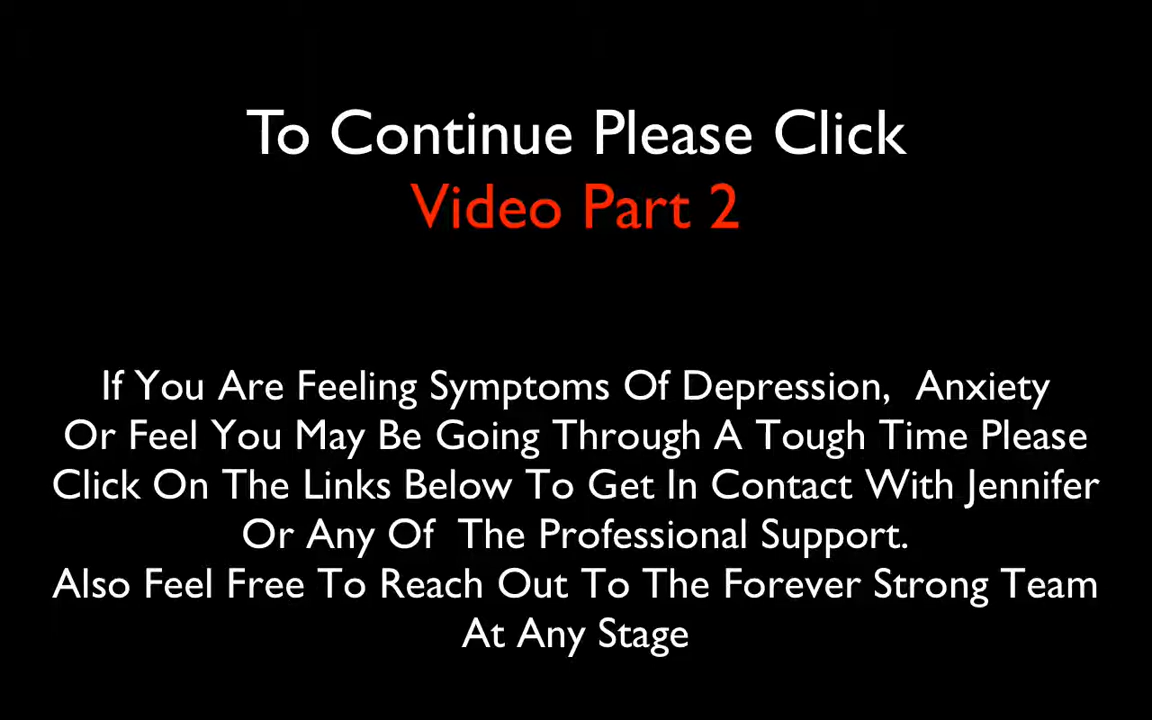 To Continue Please Click
Video Part 2
If You Are Feeling Symptoms Of Depression,  Anxiety
Or Feel You May Be Going Through A Tough Time Please
Click On The Links Below To Get In Contact With Jennifer
Or Any Of  The Professional Support.
Also Feel Free To Reach Out To The Forever Strong Team
At Any Stage